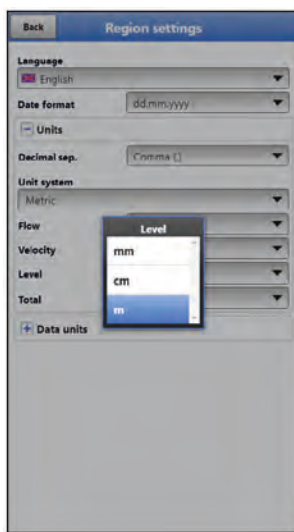 Back Region settings
Language
English
Date format dd.mm.yyyy
Units
Decimal sep. Comma (,)
Unit system
Metric
Flow
Level
mm
Velocity
cm
Level
m
Total
Data units